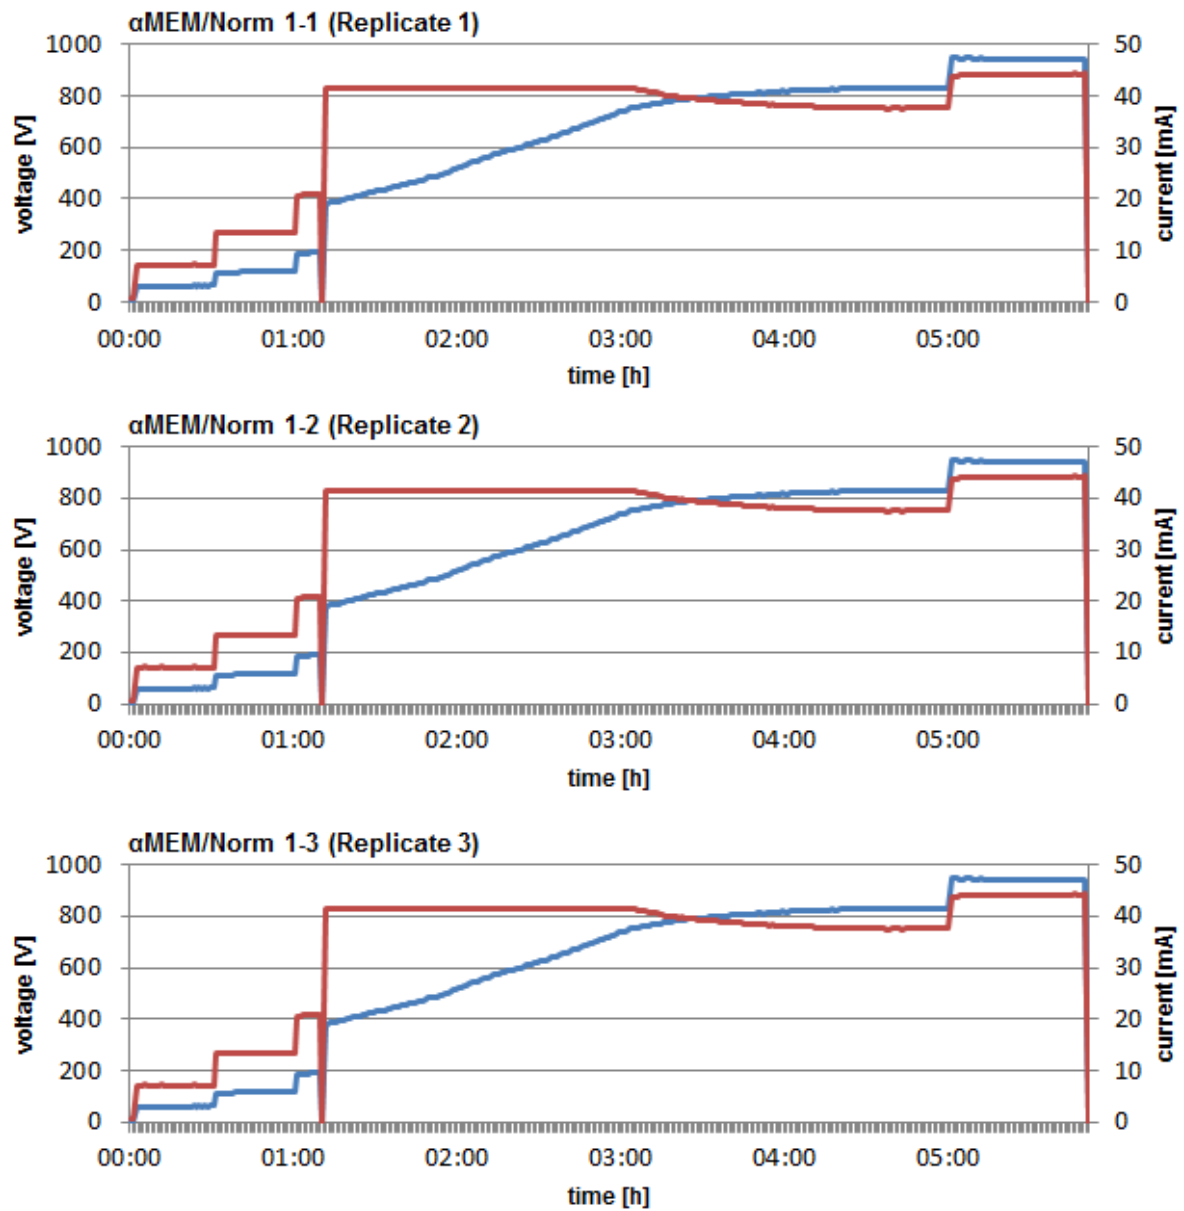 αMEM/Norm 1-1 (Replicate 1)
1000 50
800 40
600 30
400 20
200 10
0 0
voltage [V]
current [mA]
00:00 01:00 02:00 03:00 04:00 05:00
time [h]
αMEM/Norm 1-2 (Replicate 2)
1000 50
800 40
600 30
400 20
200 10
0 0
voltage [V]
current [mA]
00:00 01:00 02:00 03:00 04:00 05:00
time [h]
αMEM/Norm 1-3 (Replicate 3)
1000 50
800 40
600 30
400 20
200 10
0 0
voltage [V]
current [mA]
00:00 01:00 02:00 03:00 04:00 05:00
time [h]